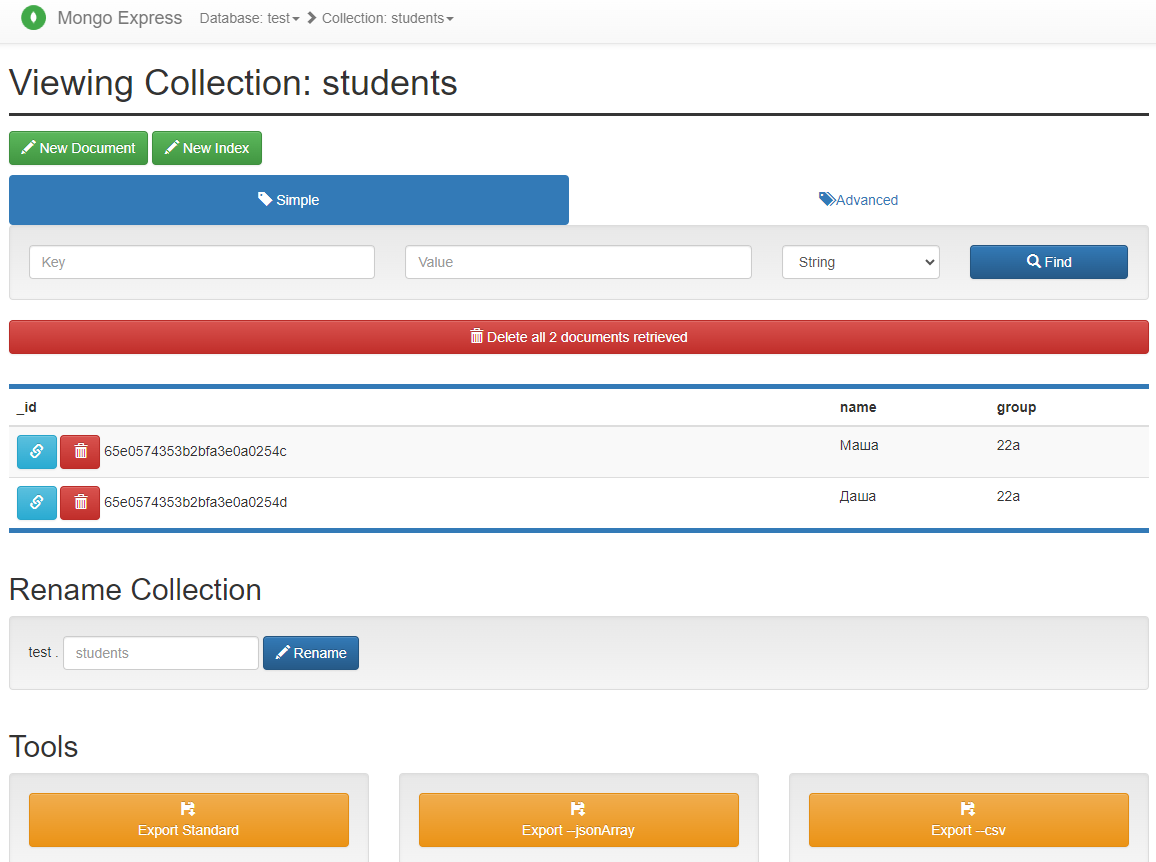 Mongo Express Database: test Collection: students
Viewing Collection: students
New Document New Index
Simple Advanced
Key Value String Find
Delete all 2 documents retrieved
_id name group
65e0574353b2bfa3e0a0254c Маша 22а
65e0574353b2bfa3e0a0254d Даша 22а
Rename Collection
test . students Rename
Tools
Export Standard Export --jsonArray Export --csv